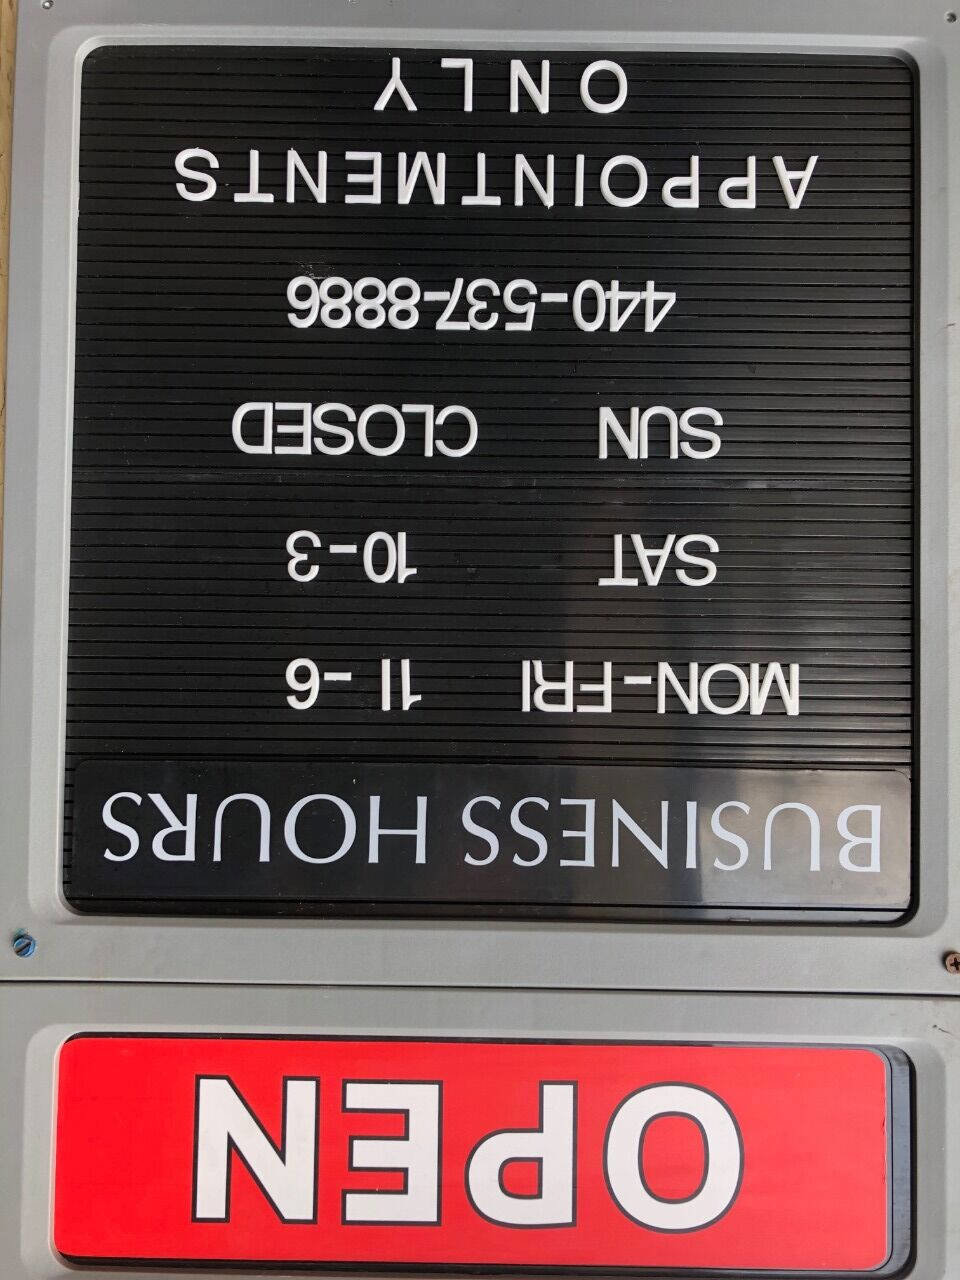 OPEN
BUSINESS HOURS
MON-FRI 11-6
SAT 10-3
SUN CLOSED
440-537-8886
APPOINTMENTS
ONLY